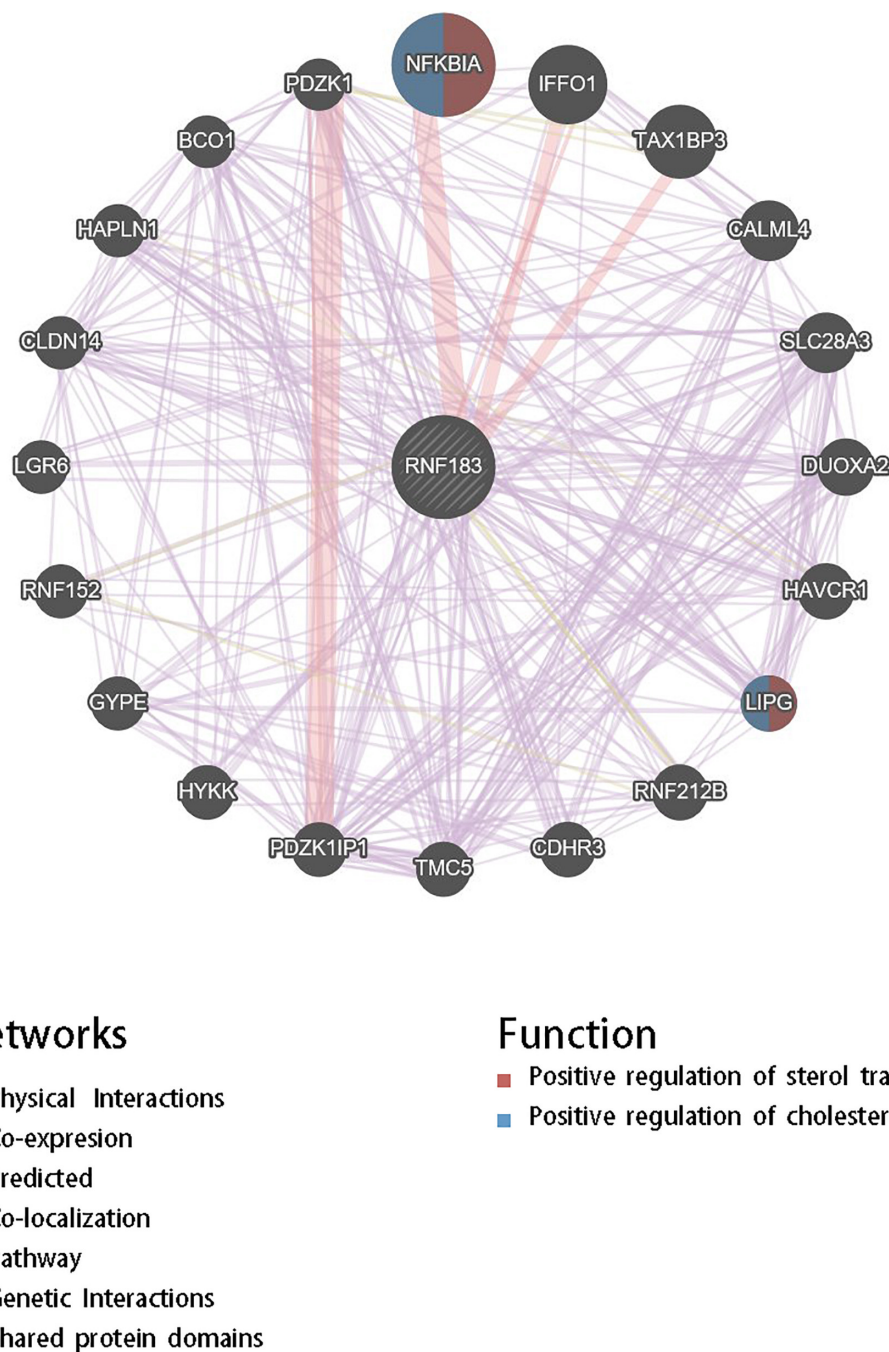 NFKBIA
PDZK1
IFFO1
BCO1
TAX1BP3
HAPLN1
CALML4
CLDN14
SLC28A3
LGR6
RNF183
DUOXA2
RNF152
HAVCR1
GYPE
LIPG
HYKK
RNF212B
PDZK1IP1
TMC5
CDHR3
etworks
Function
hysical Interactions
Positive regulation of sterol tra
o-expresion
Positive regulation of cholester
redicted
o-localization
athway
enetic Interactions
hared protein domains